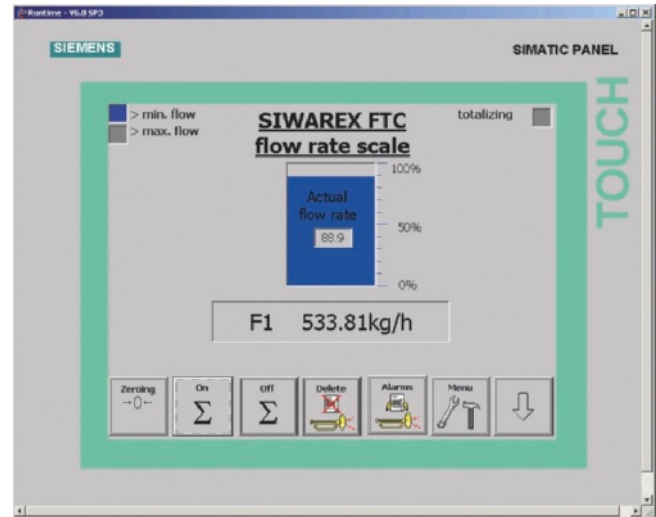 Runtime - V6.0 SP3
SIEMENS
SIMATIC PANEL
TOUCH
> min. flow
> max. flow
SIWAREX FTC
flow rate scale
totalizing
100%
Actual
flow rate
88.9
50%
0%
F1 533.81kg/h
Zeroing
→0←
On
Σ
Off
Σ
Delete
Alarms
Menu